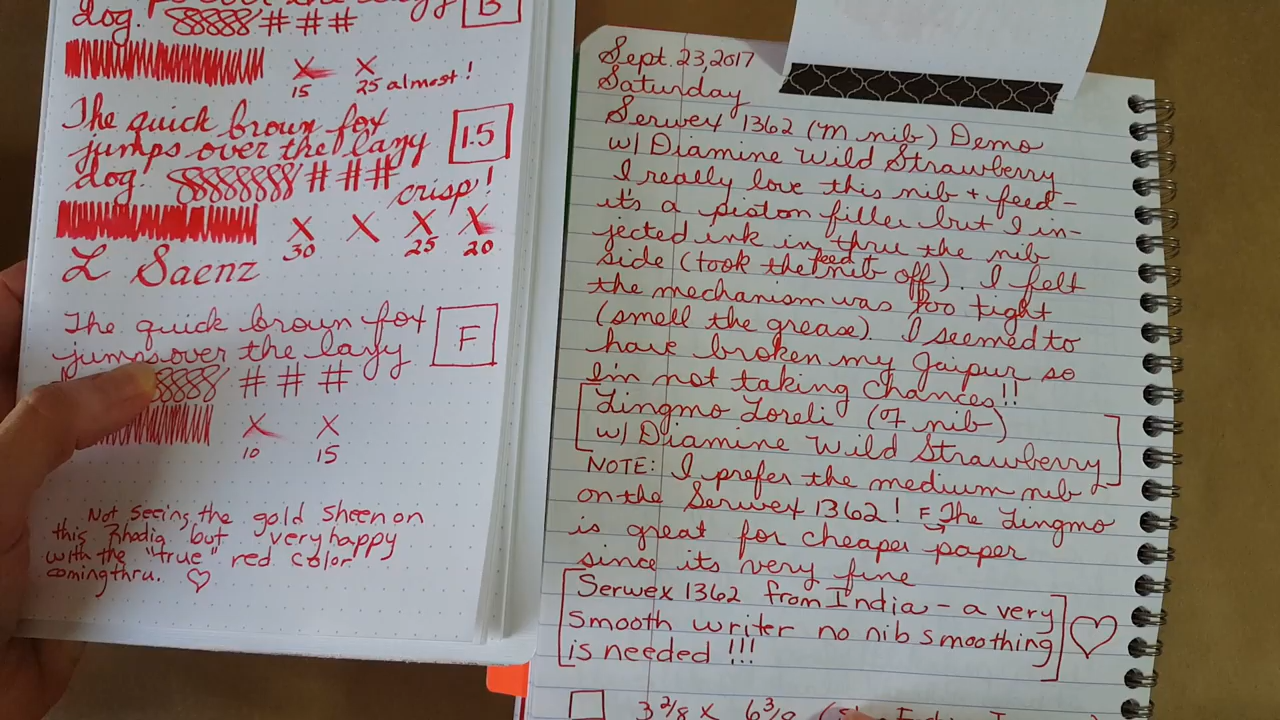 B
dog. ###
X X
15 25 almost!
The quick brown fox
jumps over the lazy
dog. ###
1.5
crisp!
X X X X
30 25 20
L Saenz
The quick brown fox
jumps over the lazy
# # #
F
X X
10 15
Not seeing the gold sheen on
this Rhodia but very happy
with the "true" red color
coming thru. ♡
Sept. 23, 2017
Saturday
Serwex 1362 (M nib) Demo
w/ Diamine Wild Strawberry
I really love this nib + feed -
it's a piston filler but I in-
jected ink in thru the nib
side (took the feed nib off). I felt
the mechanism was too tight
(smell the grease). I seemed to
have broken my Jaipur so
I'm not taking chances!!
[Lingmo Loreli (F nib)
w/ Diamine Wild Strawberry]
NOTE: I prefer the medium nib
on the Serwex 1362! F The Lingmo
is great for cheaper paper
since its very fine
[Serwex 1362 from India - a very
smooth writer no nib smoothing
is needed!!!] ♡
3 2/8 x